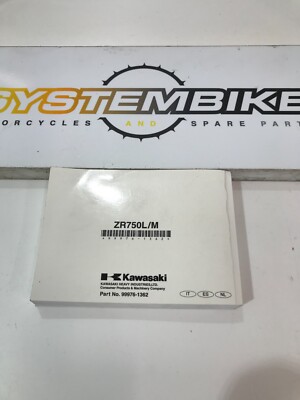 SYSTEMBIKE
ORCYCLES AND SPARE PART
ZR750L/M
Kawasaki
KAWASAKI HEAVY INDUSTRIES,LTD.
Consumer Products & Machinery Company
Part No. 99976-1362
IT ES NL